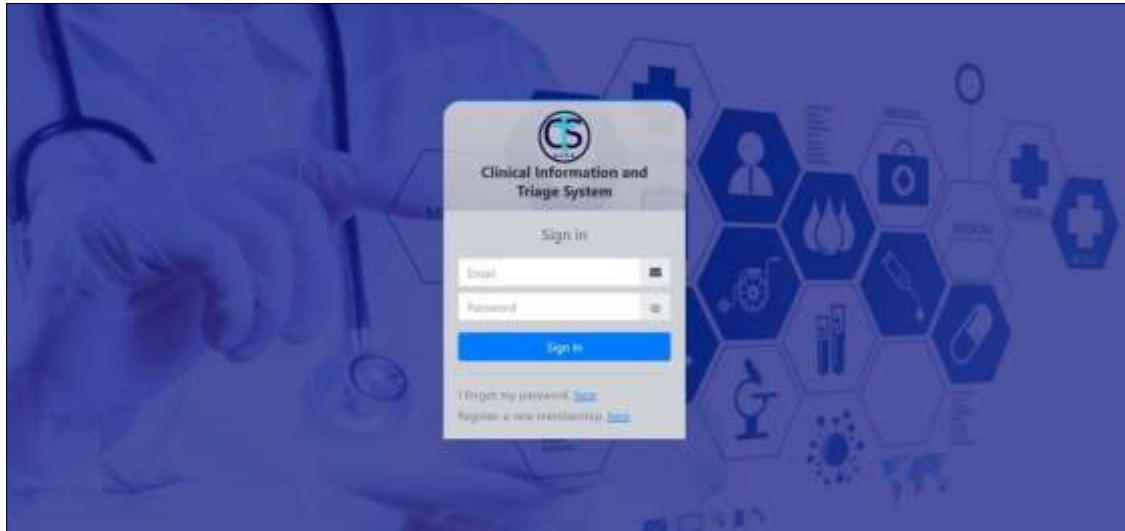 CTS
Clinical Information and
Triage System
Sign in
Email
Password
Sign In
I forgot my password, here
Register a new membership, here